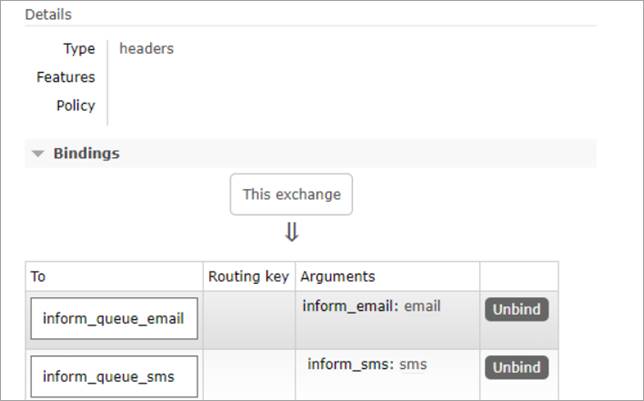 Details
Type headers
Features
Policy
Bindings
This exchange
To Routing key Arguments
inform_queue_email inform_email: email Unbind
inform_queue_sms inform_sms: sms Unbind